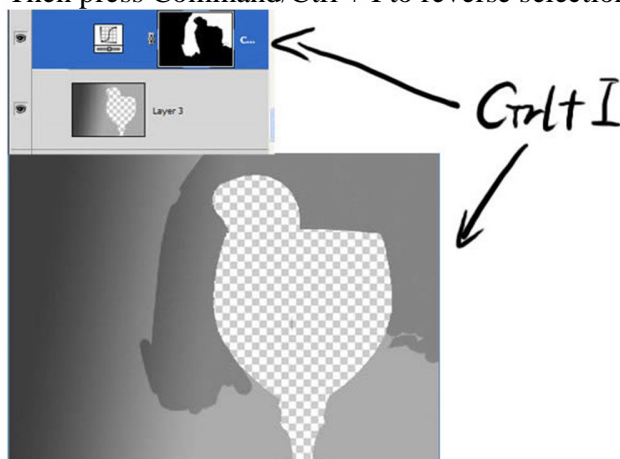 Then press Command/Ctrl + I to reverse selection
C...
Layer 3
Ctrl+I